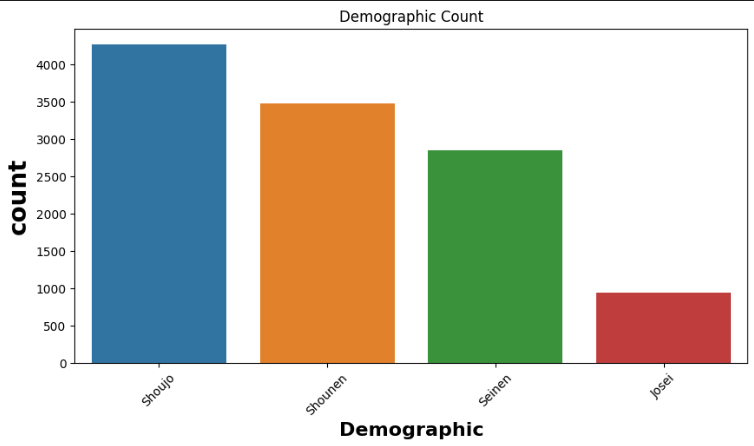 Demographic Count
count
4000
3500
3000
2500
2000
1500
1000
500
0
Shoujo
Shounen
Seinen
Josei
Demographic